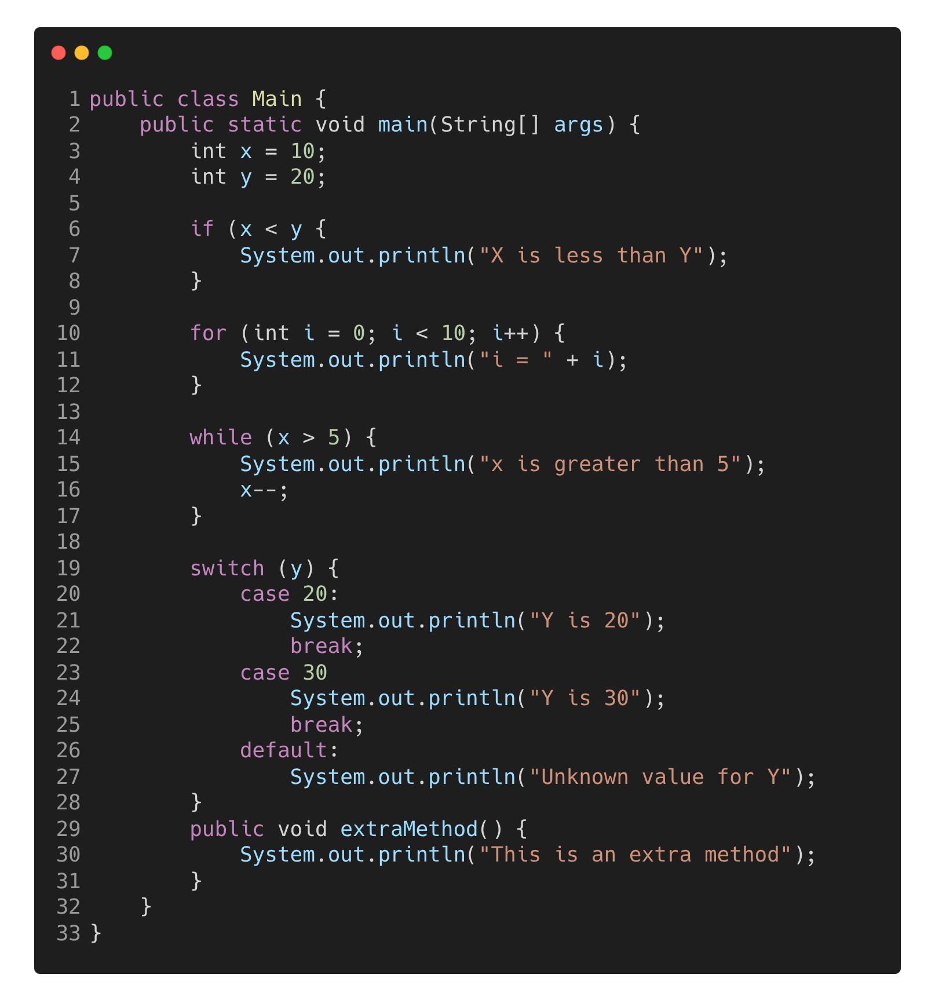 1 public class Main {
2     public static void main(String[] args) {
3         int x = 10;
4         int y = 20;
5
6         if (x < y {
7             System.out.println("X is less than Y");
8         }
9
10         for (int i = 0; i < 10; i++) {
11             System.out.println("i = " + i);
12         }
13
14         while (x > 5) {
15             System.out.println("x is greater than 5");
16             x--;
17         }
18
19         switch (y) {
20             case 20:
21                 System.out.println("Y is 20");
22                 break;
23             case 30
24                 System.out.println("Y is 30");
25                 break;
26             default:
27                 System.out.println("Unknown value for Y");
28         }
29         public void extraMethod() {
30             System.out.println("This is an extra method");
31         }
32     }
33 }